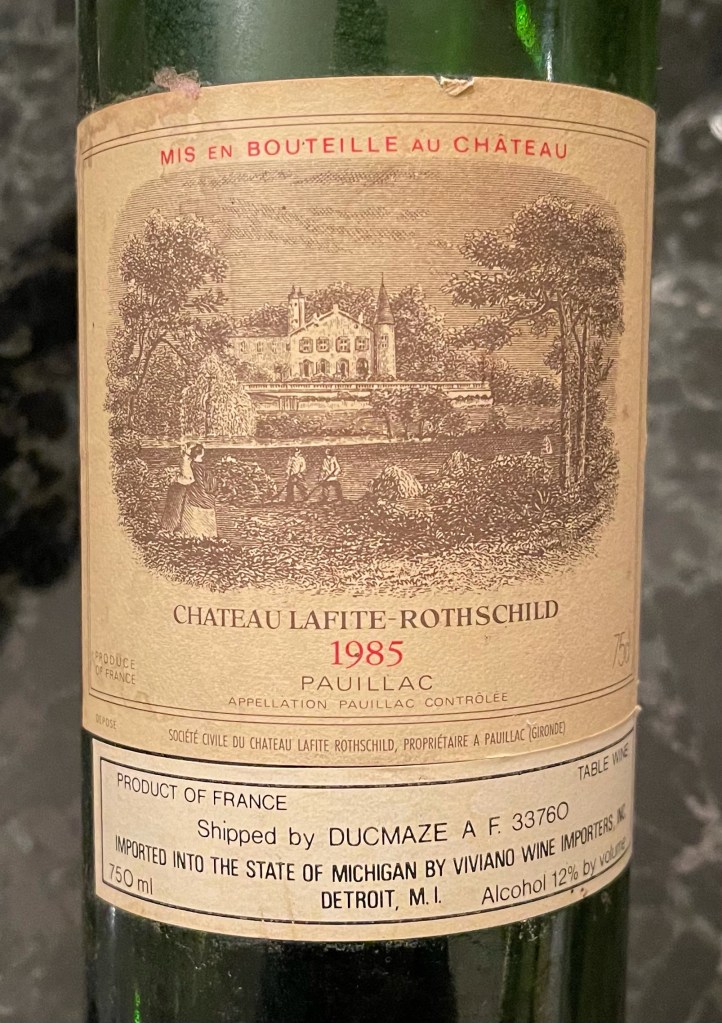 MIS EN BOUTEILLE AU CHÂTEAU
CHATEAU LAFITE-ROTHSCHILD
1985
PAUILLAC
APPELLATION PAUILLAC CONTRÔLÉE
PRODUCE
OF FRANCE
75cl
DÉPOSÉ
SOCIÉTÉ CIVILE DU CHATEAU LAFITE ROTHSCHILD, PROPRIÉTAIRE A PAUILLAC (GIRONDE)
PRODUCT OF FRANCE
TABLE WINE
Shipped by DUCMAZE A F. 33760
IMPORTED INTO THE STATE OF MICHIGAN BY VIVIANO WINE IMPORTERS, INC.
DETROIT, M.I.
750 ml
Alcohol 12% by volume